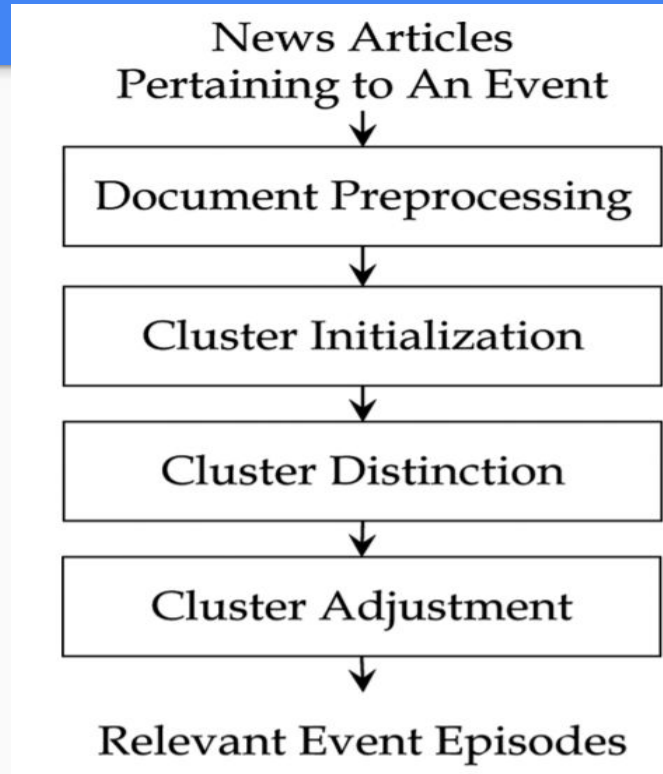 News Articles
Pertaining to An Event
Document Preprocessing
Cluster Initialization
Cluster Distinction
Cluster Adjustment
Relevant Event Episodes